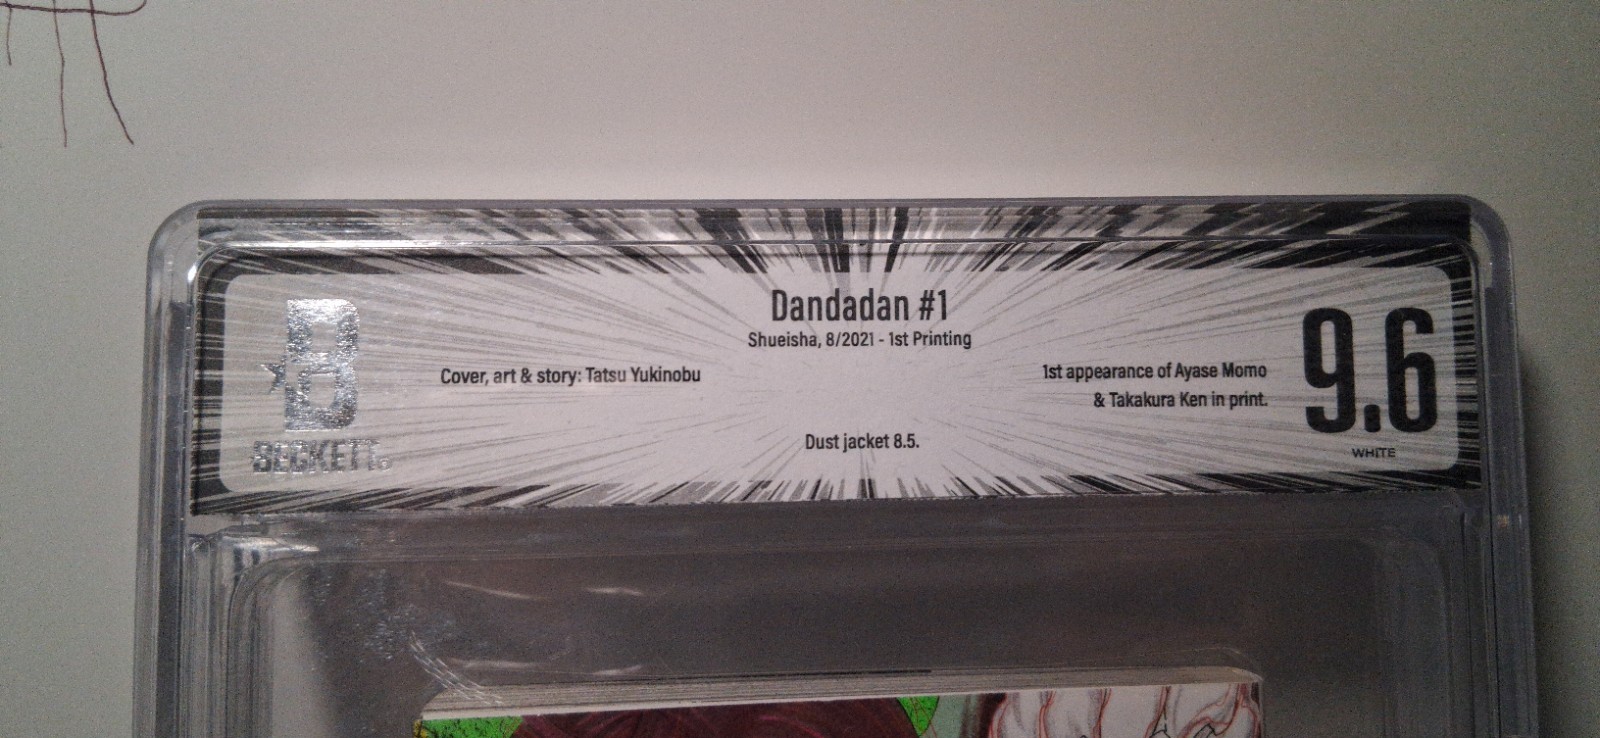 Dandadan #1
Shueisha, 8/2021 - 1st Printing
Cover, art & story: Tatsu Yukinobu
1st appearance of Ayase Momo
& Takakura Ken in print.
Dust jacket 8.5.
9.6
WHITE
B
BECKETT